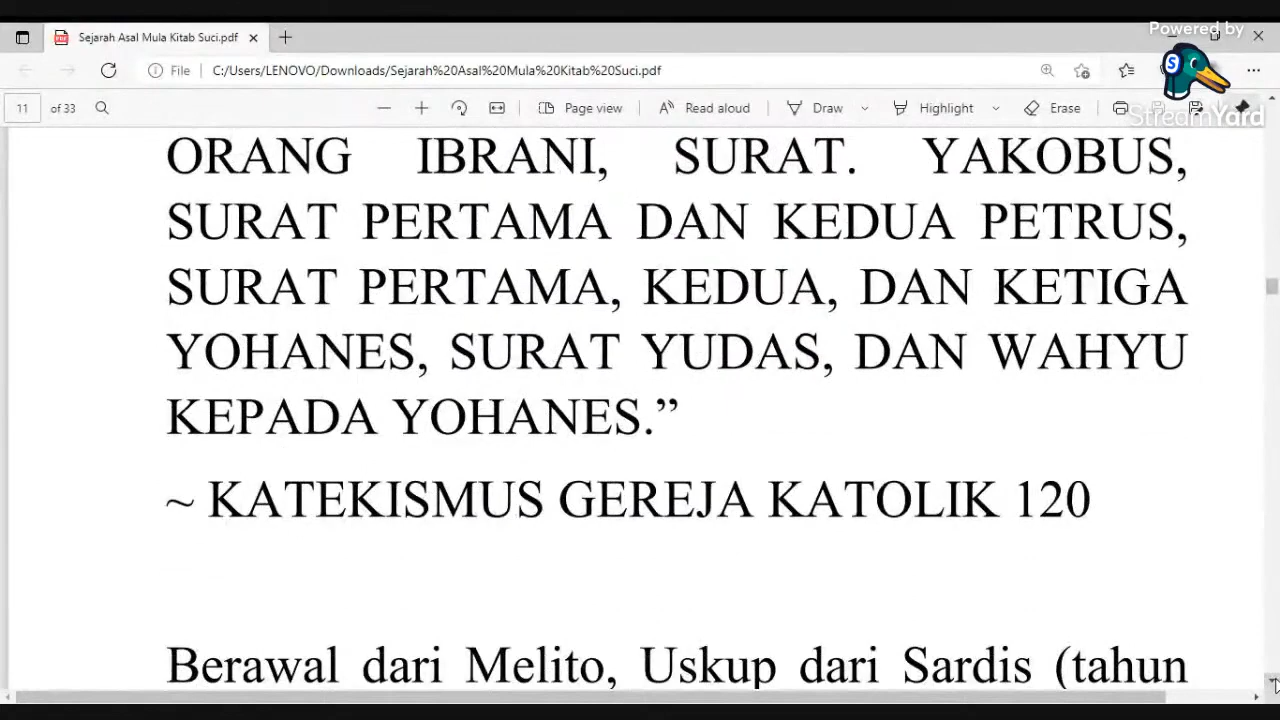 Powered by
Sejarah Asal Mula Kitab Suci.pdf
File C:/Users/LENOVO/Downloads/Sejarah%20Asal%20Mula%20Kitab%20Suci.pdf
11 of 33 Page view Read aloud Draw Highlight Erase
StreamYard
ORANG IBRANI, SURAT. YAKOBUS,
SURAT PERTAMA DAN KEDUA PETRUS,
SURAT PERTAMA, KEDUA, DAN KETIGA
YOHANES, SURAT YUDAS, DAN WAHYU
KEPADA YOHANES.”
~ KATEKISMUS GEREJA KATOLIK 120
Berawal dari Melito, Uskup dari Sardis (tahun